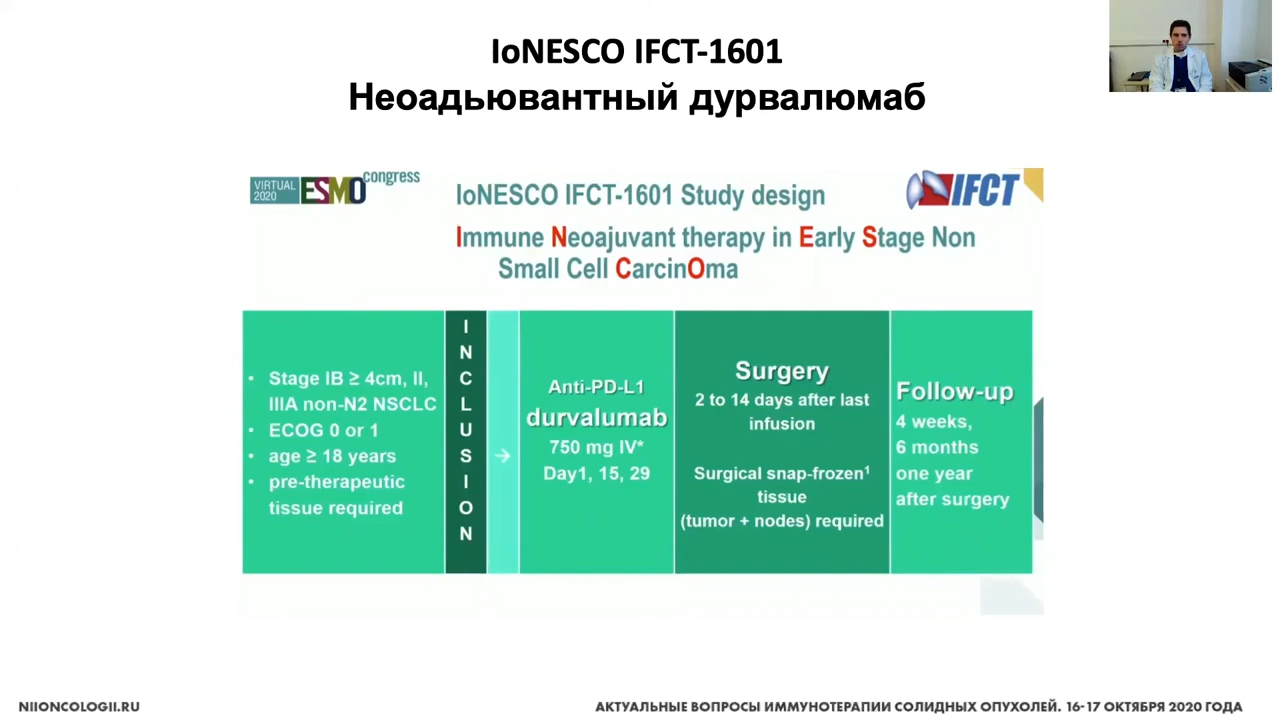 IoNESCO IFCT-1601
Неоадьювантный дурвалюмаб
VIRTUAL
2020
ESMO
congress
IoNESCO IFCT-1601 Study design
IFCT
Immune Neoajuvant therapy in Early Stage Non
Small Cell CarcinOma
• Stage IB ≥ 4cm, II,
IIIA non-N2 NSCLC
• ECOG 0 or 1
• age ≥ 18 years
• pre-therapeutic
tissue required
I
N
C
L
U
S
I
O
N
→
Anti-PD-L1
durvalumab
750 mg IV*
Day1, 15, 29
Surgery
2 to 14 days after last
infusion
Surgical snap-frozen¹
tissue
(tumor + nodes) required
Follow-up
4 weeks,
6 months
one year
after surgery
NIIONCOLOGII.RU
АКТУАЛЬНЫЕ ВОПРОСЫ ИММУНОТЕРАПИИ СОЛИДНЫХ ОПУХОЛЕЙ. 16-17 ОКТЯБРЯ 2020 ГОДА